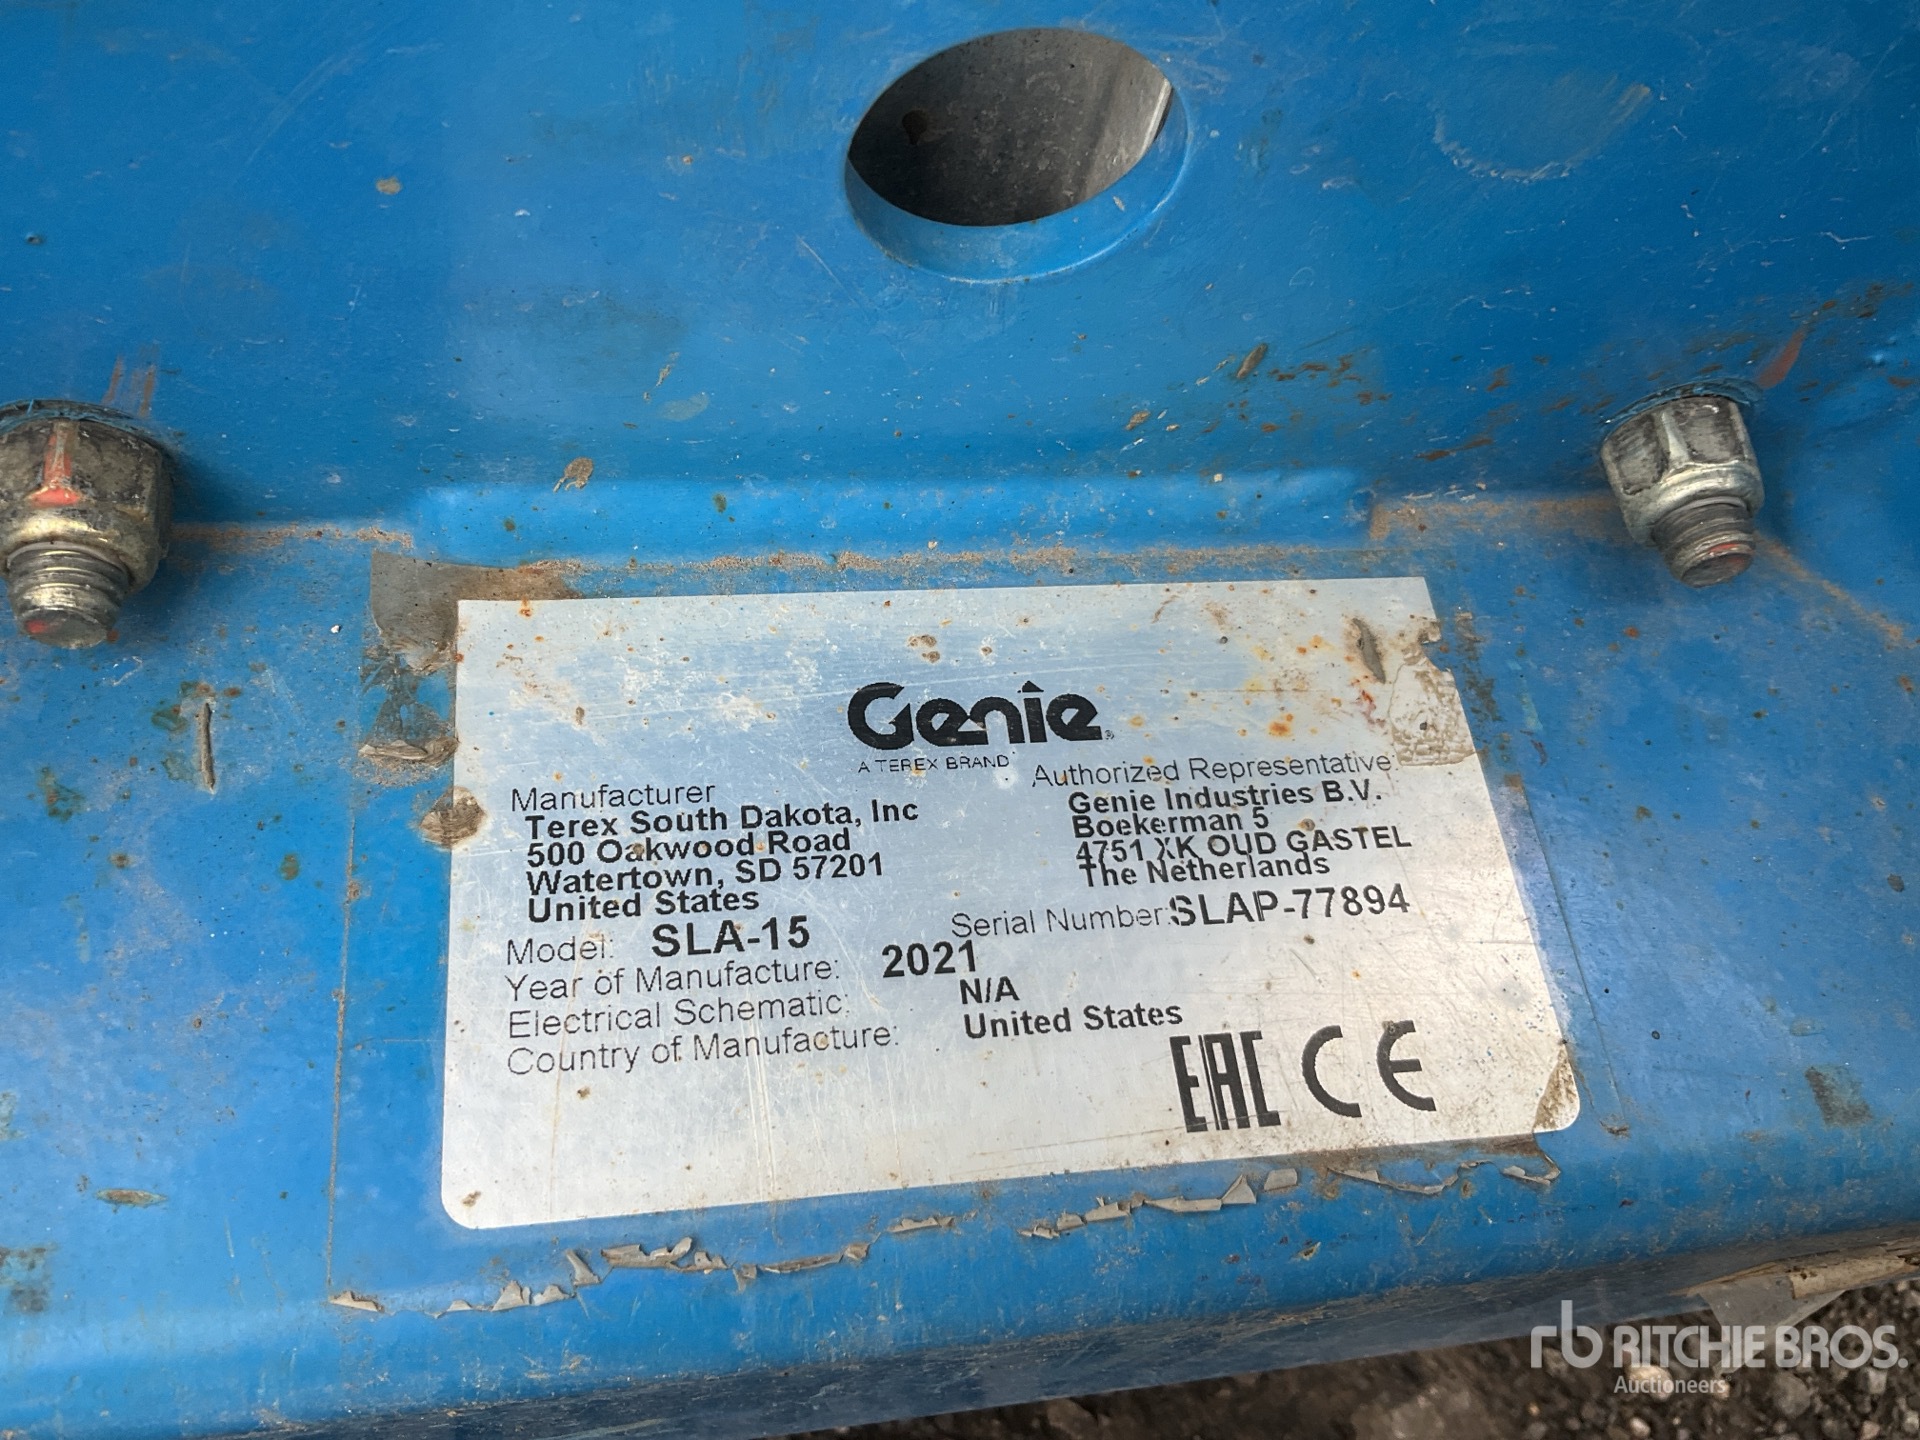 Genie®
A TEREX BRAND
Manufacturer
Terex South Dakota, Inc
500 Oakwood Road
Watertown, SD 57201
United States
Authorized Representative:
Genie Industries B.V.
Boekerman 5
4751 XK OUD GASTEL
The Netherlands
Model: SLA-15
Serial Number: SLAP-77894
Year of Manufacture: 2021
Electrical Schematic: N/A
Country of Manufacture: United States
EAC CE
rb RITCHIE BROS.
Auctioneers